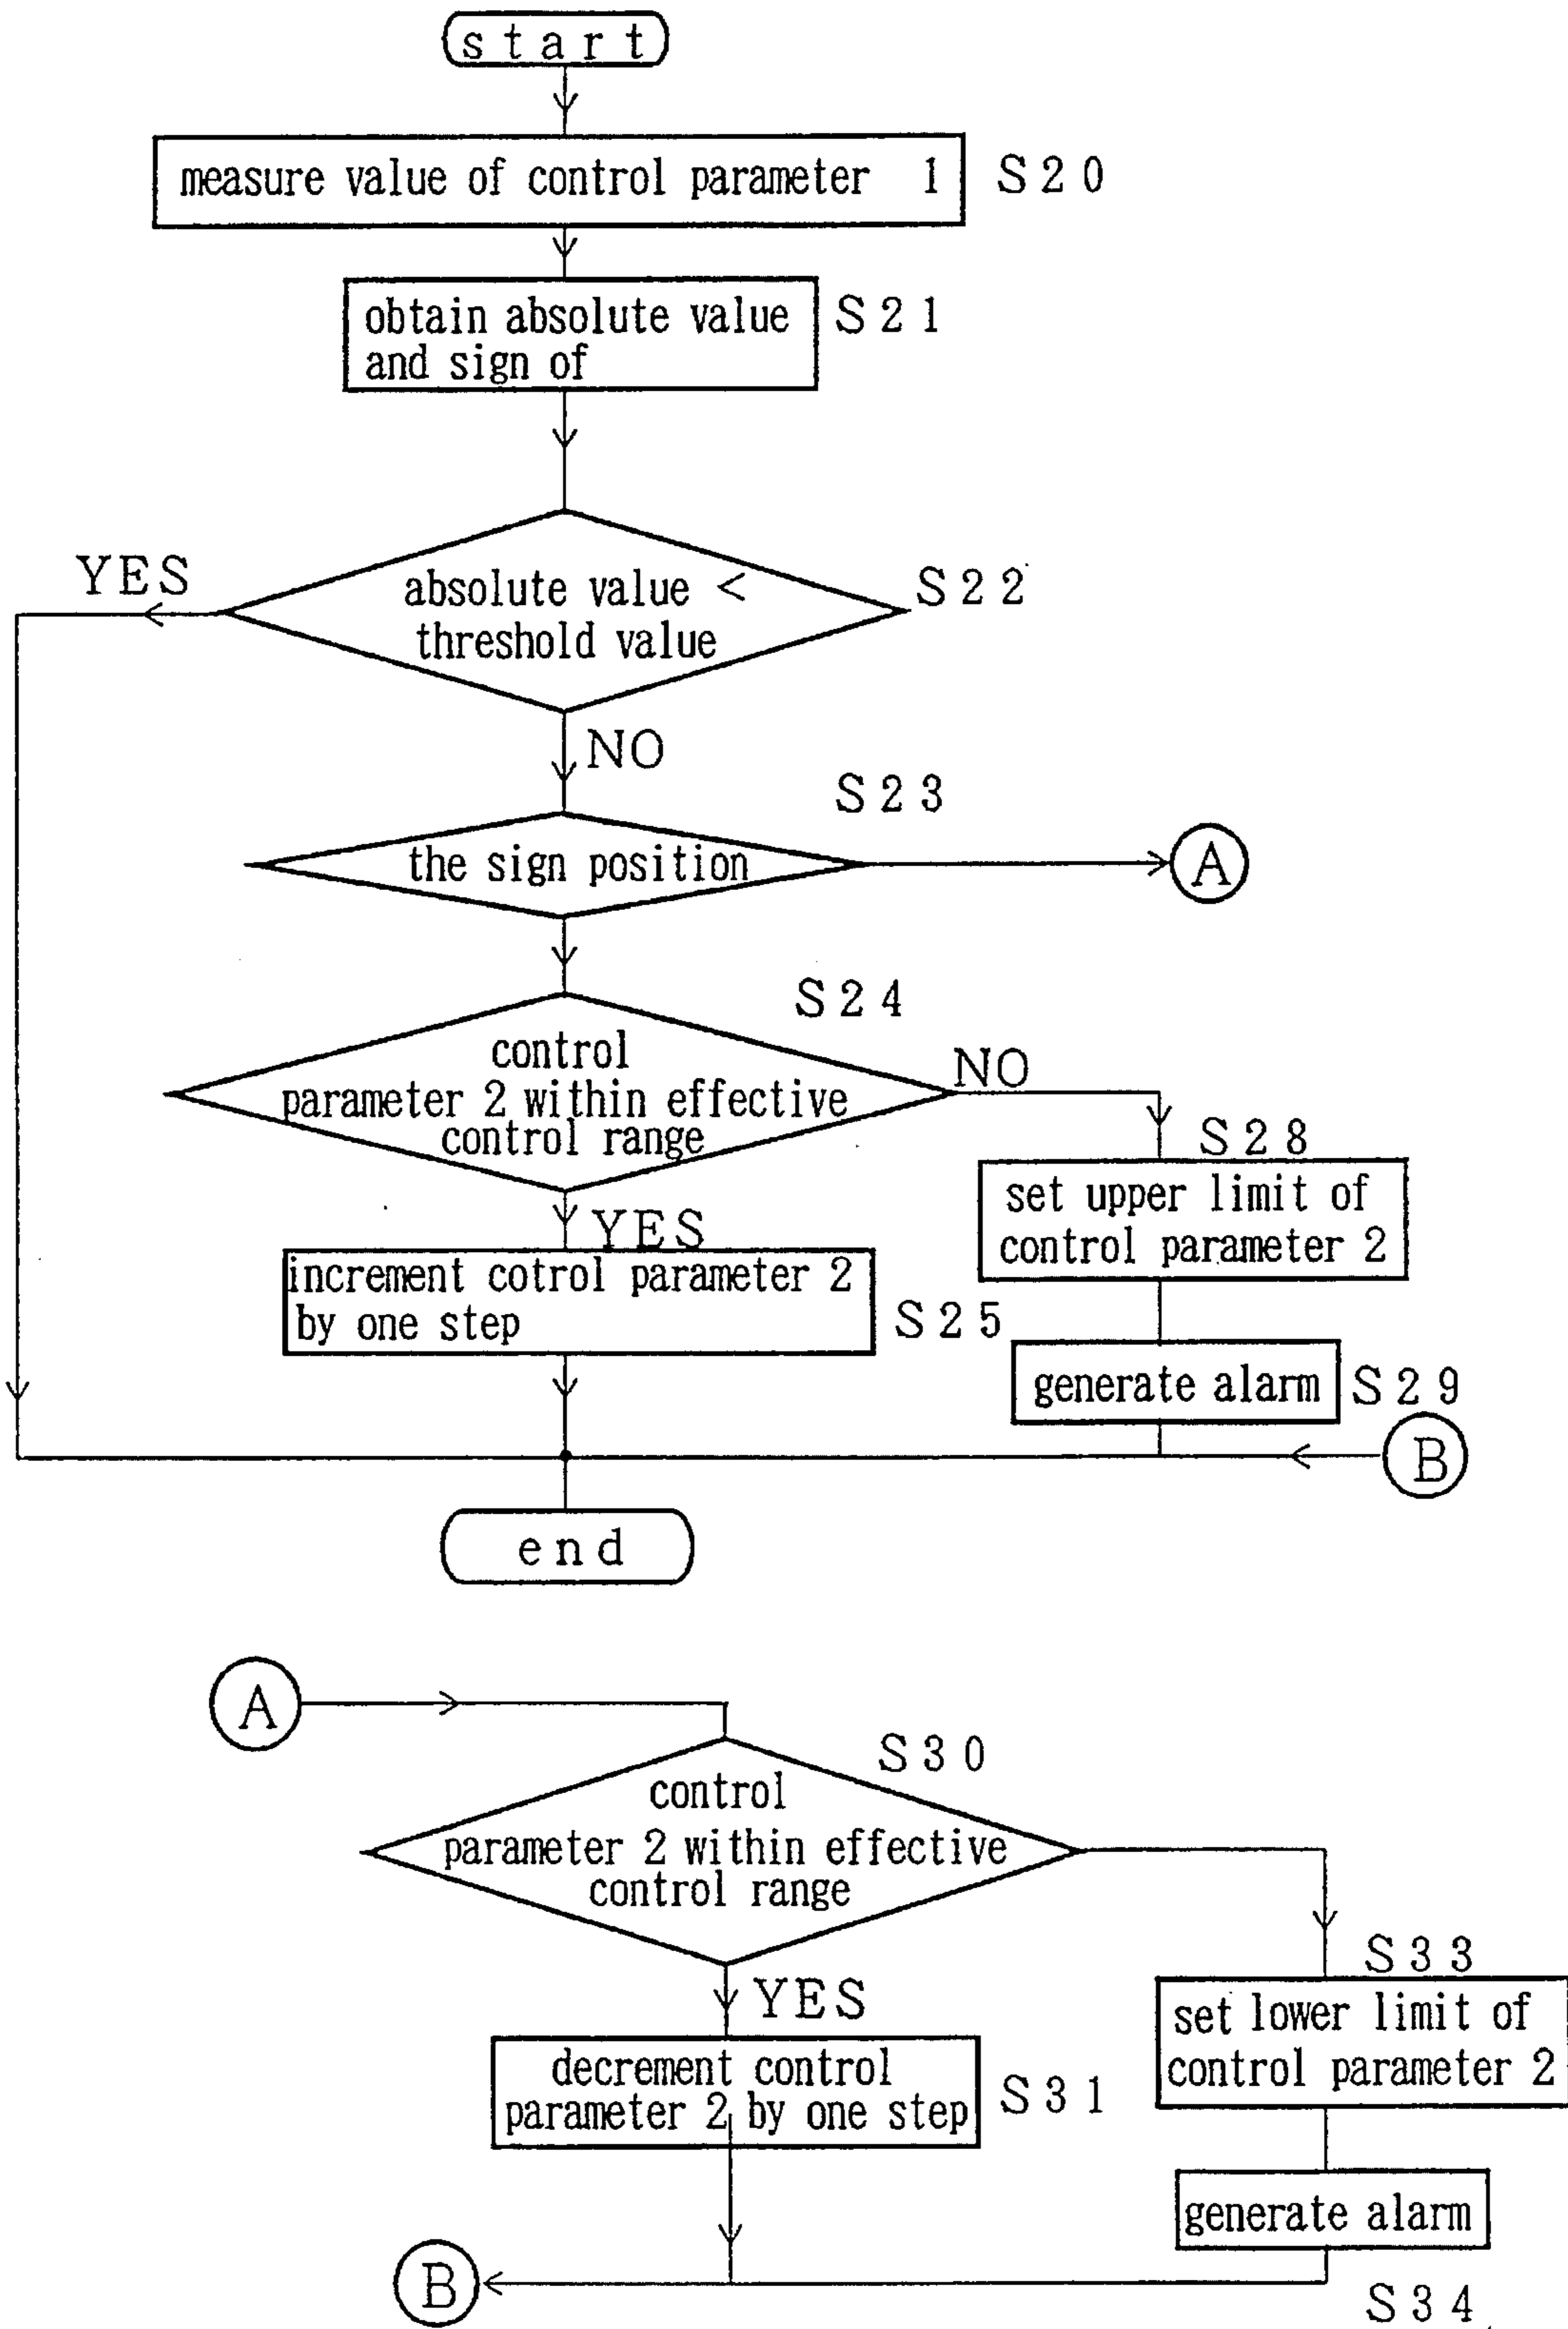 start
measure value of control parameter 1
S20
obtain absolute value
and sign of
S21
YES
absolute value <
threshold value
S22
NO
S23
the sign position
A
S24
control
parameter 2 within effective
control range
NO
S28
set upper limit of
control parameter 2
YES
increment cotrol parameter 2
by one step
S25
generate alarm
S29
B
end
A
S30
control
parameter 2 within effective
control range
YES
S33
set lower limit of
control parameter 2
decrement control
parameter 2 by one step
S31
generate alarm
B
S34